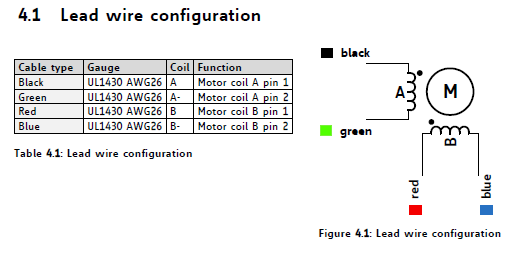 4.1 Lead wire configuration
Cable type Gauge Coil Function
Black UL1430 AWG26 A Motor coil A pin 1
Green UL1430 AWG26 A- Motor coil A pin 2
Red UL1430 AWG26 B Motor coil B pin 1
Blue UL1430 AWG26 B- Motor coil B pin 2
Table 4.1: Lead wire configuration
black
A
M
green
B
red
blue
Figure 4.1: Lead wire configuration